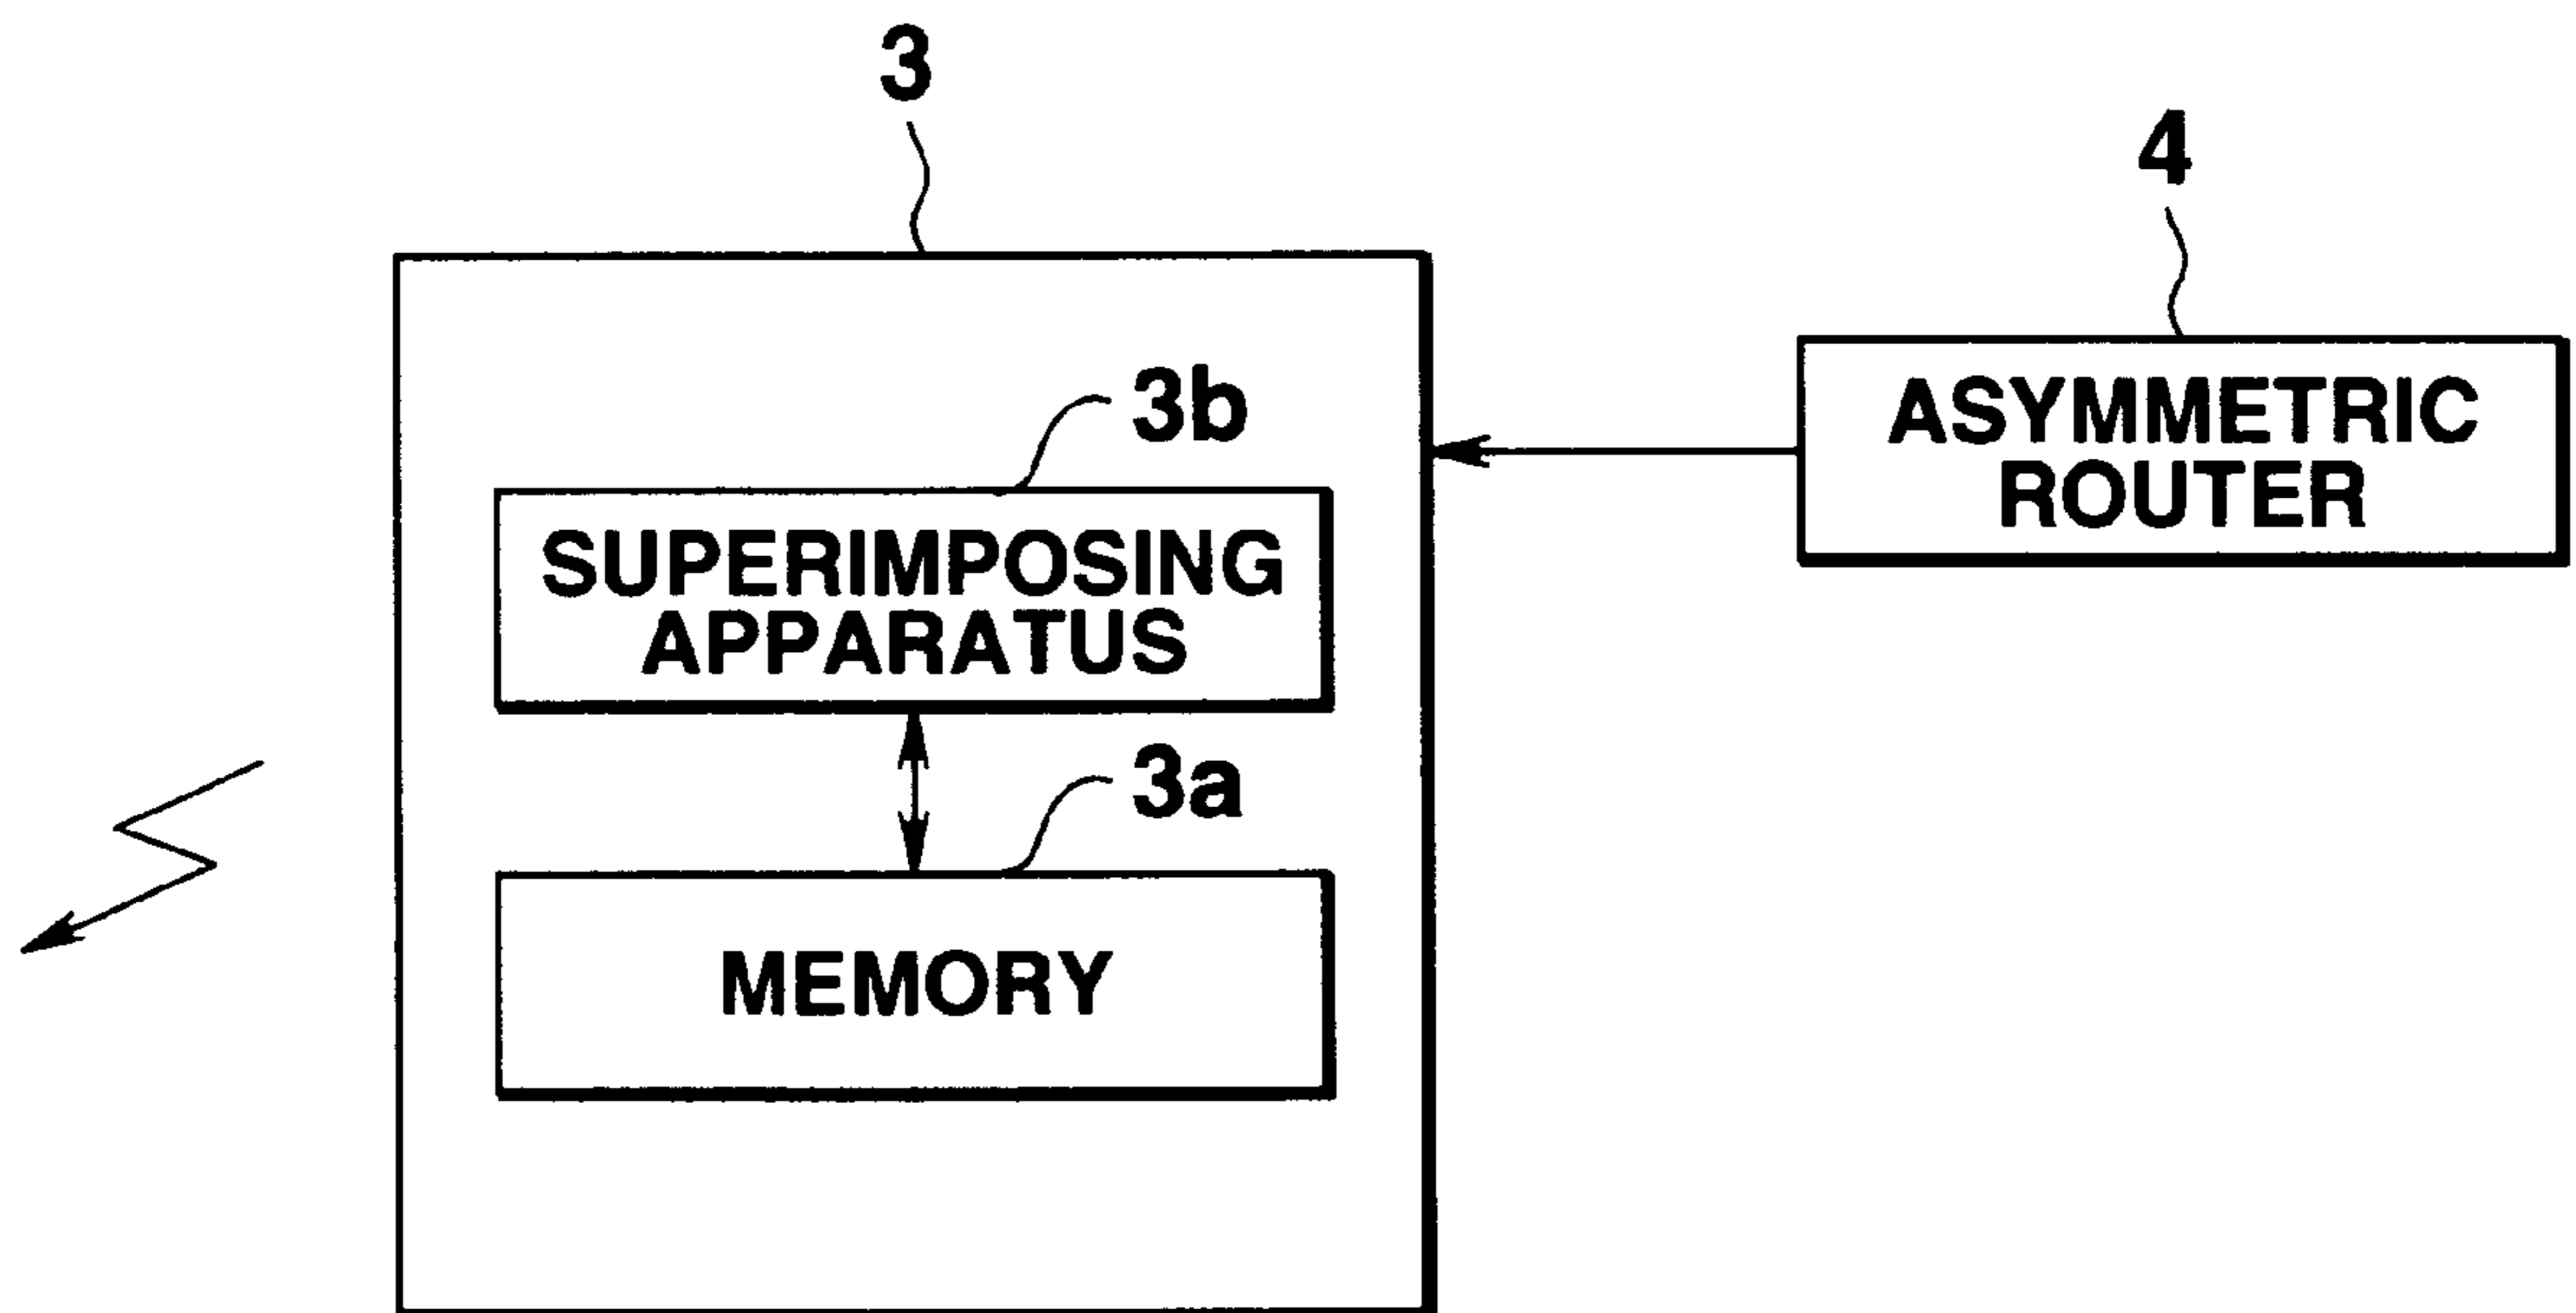 3
4
3b
ASYMMETRIC
ROUTER
SUPERIMPOSING
APPARATUS
3a
MEMORY